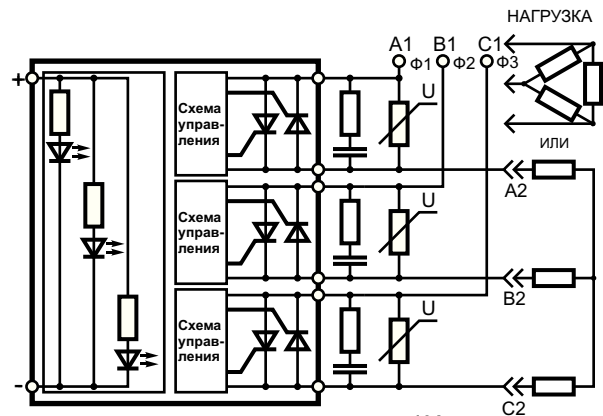 НАГРУЗКА
A1 B1 C1
Ф1 Ф2 Ф3
+
Схема
управ-
ления
U
ИЛИ
A2
Схема
управ-
ления
U
B2
Схема
управ-
ления
U
-
C2